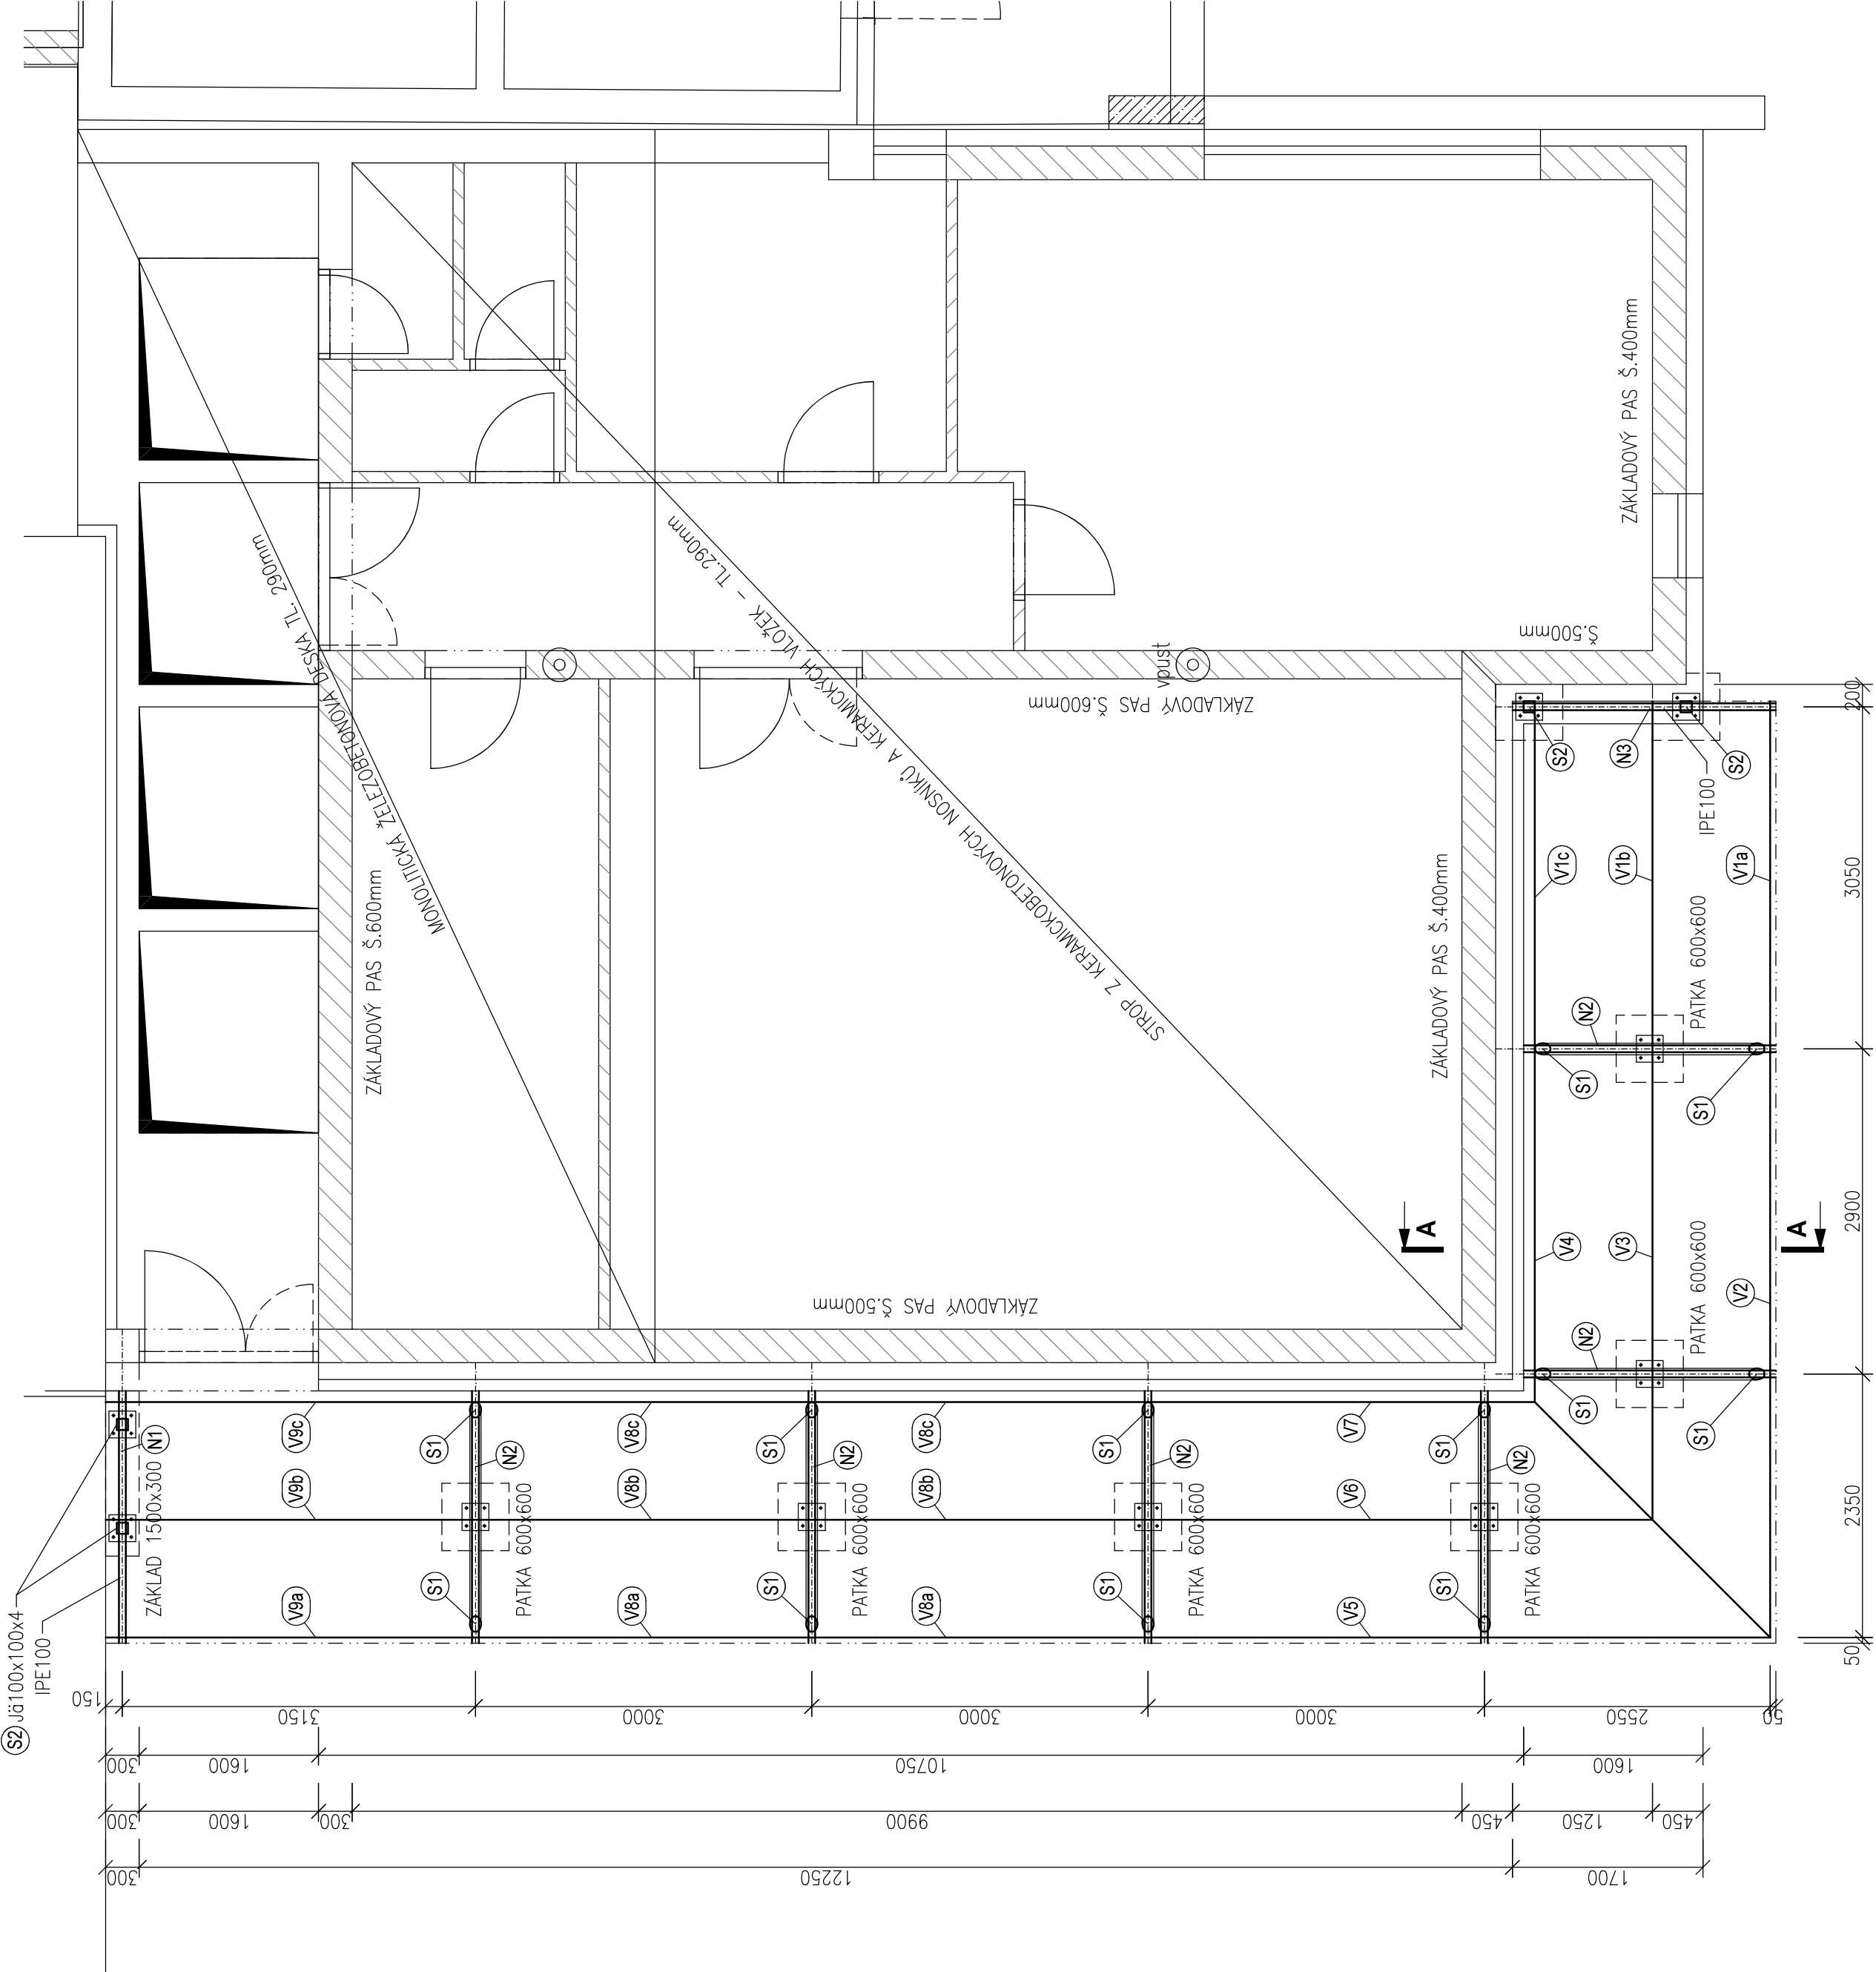 MONOLITICKÁ ŽELEZOBETONOVÁ DESKA TL. 290mm
STROP Z KERAMICKOBETONOVÝCH NOSNÍKŮ A KERAMICKÝCH VLOŽEK - TL.290mm
ZÁKLADOVÝ PAS Š.400mm
Š.500mm
vpust
ZÁKLADOVÝ PAS Š.600mm
ZÁKLADOVÝ PAS Š.600mm
ZÁKLADOVÝ PAS Š.400mm
ZÁKLADOVÝ PAS Š.500mm
S2
N3
S2
IPE100
V1c
V1b
V1a
PATKA 600x600
N2
S1
S1
A
A
V4
V3
V2
PATKA 600x600
N2
S1
S1
200
3050
2900
2350
50
N1
ZÁKLAD 1500x300
S2 Jä100x100x4
IPE100
V9c
V9b
V9a
S1
N2
S1
PATKA 600x600
V8c
V8b
V8a
S1
N2
S1
PATKA 600x600
V8c
V8b
V8a
S1
N2
S1
PATKA 600x600
V7
V6
V5
S1
N2
S1
PATKA 600x600
150
3150
3000
3000
3000
2550
50
300
1600
10750
1600
300
1600
300
9900
450
1250
450
300
12250
1700